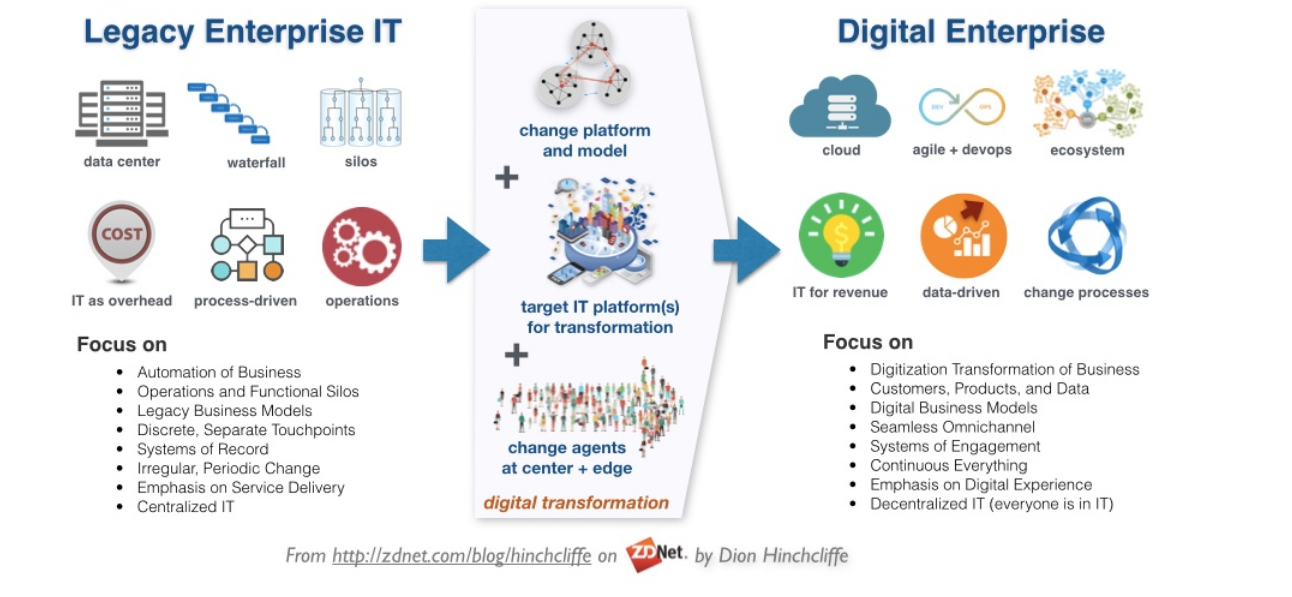 Legacy Enterprise IT
data center
waterfall
silos
COST
IT as overhead
process-driven
operations
Focus on
• Automation of Business
• Operations and Functional Silos
• Legacy Business Models
• Discrete, Separate Touchpoints
• Systems of Record
• Irregular, Periodic Change
• Emphasis on Service Delivery
• Centralized IT
change platform
and model
+
target IT platform(s)
for transformation
+
change agents
at center + edge
digital transformation
Digital Enterprise
cloud
DEV OPS
agile + devops
ecosystem
$
IT for revenue
data-driven
change processes
Focus on
• Digitization Transformation of Business
• Customers, Products, and Data
• Digital Business Models
• Seamless Omnichannel
• Systems of Engagement
• Continuous Everything
• Emphasis on Digital Experience
• Decentralized IT (everyone is in IT)
From http://zdnet.com/blog/hinchcliffe on ZDNet. by Dion Hinchcliffe